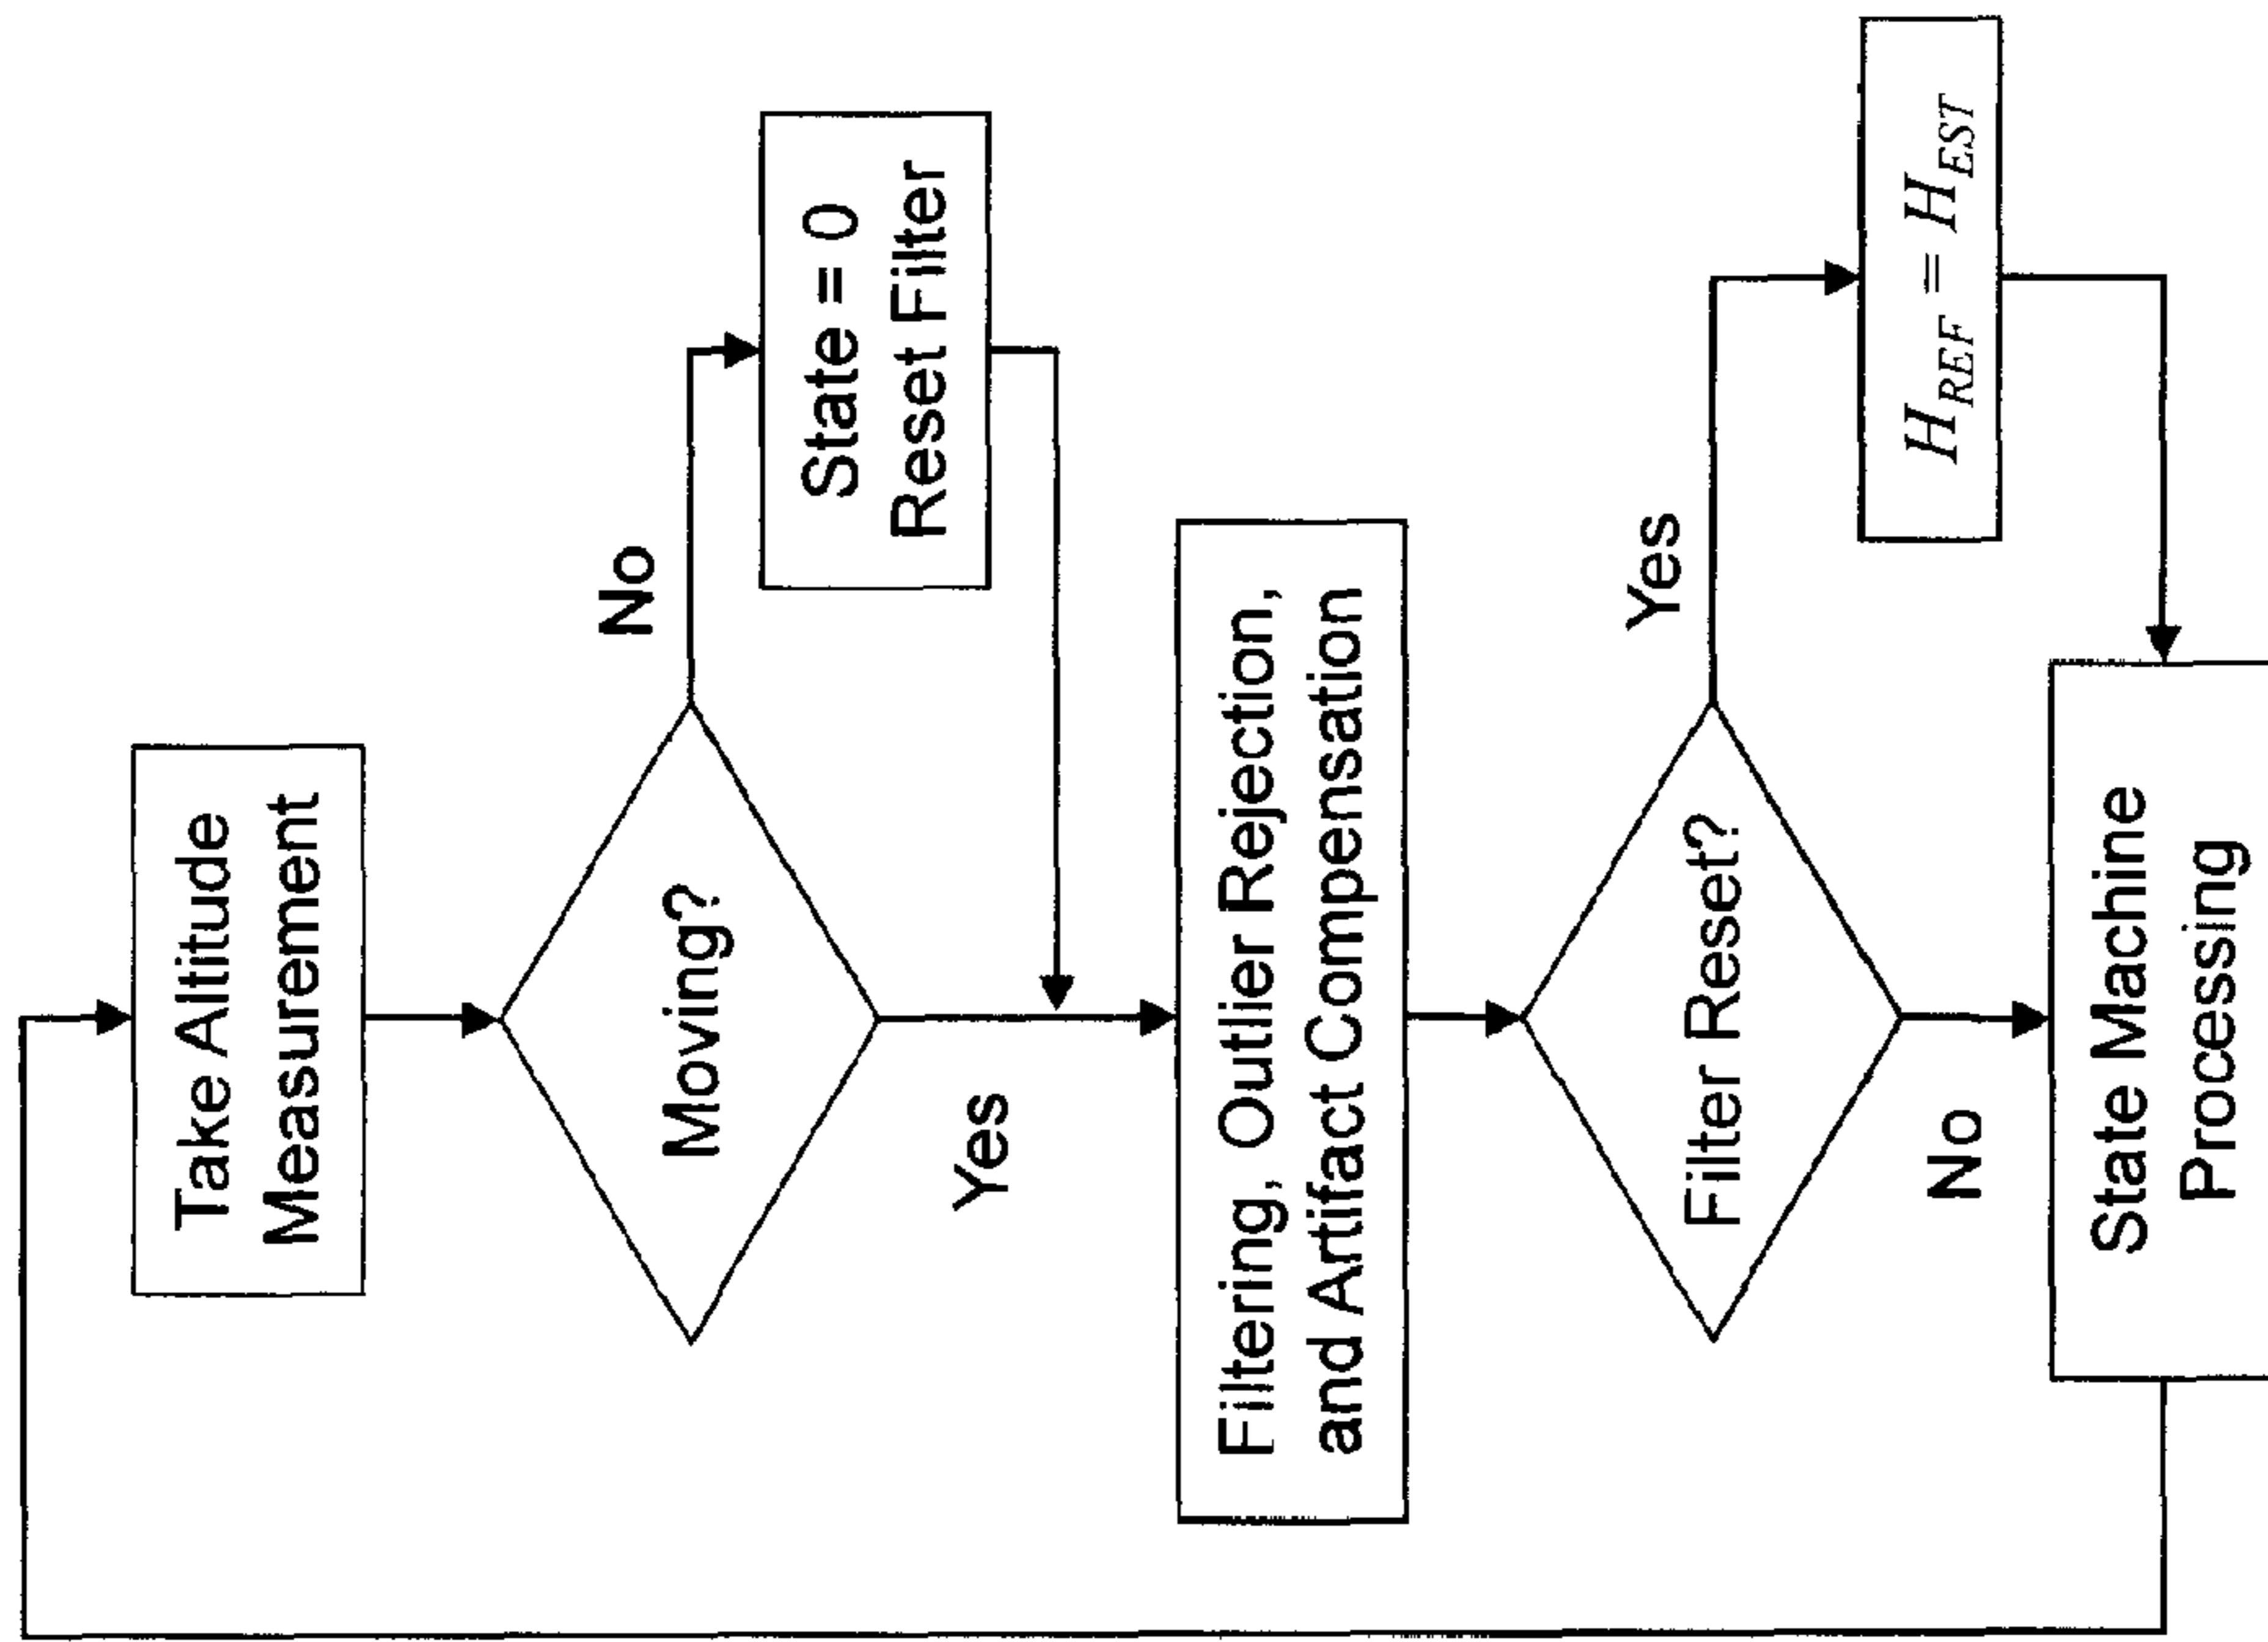 Take Altitude
Measurement
Moving?
No
State = 0
Reset Filter
Yes
Filtering, Outlier Rejection,
and Artifact Compensation
Filter Reset?
Yes
H_REF = H_EST
No
State Machine
Processing